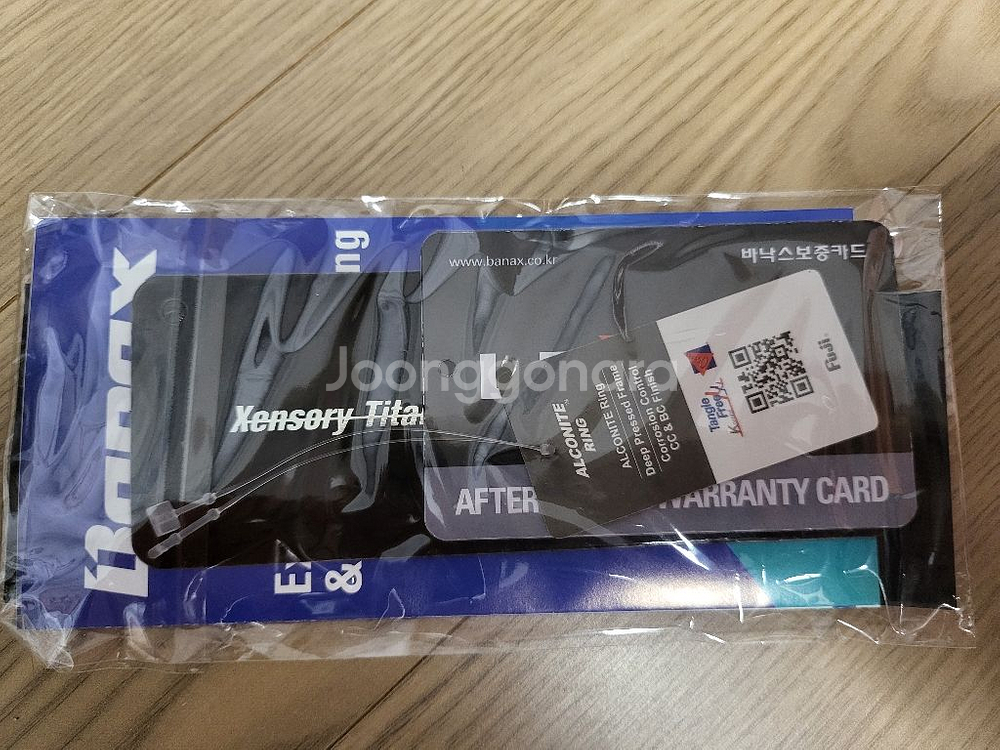 Banax
ng
E
&
www.banax.co.kr
바낙스보증카드
Joonggonara
Xensory Tita
ALCONITE
RING
ALCONITE Ring
Deep Pressed Frame
Corrosion Control
CC & BC Finish
Tangle
Free!!
Fuji
AFTER
WARRANTY CARD